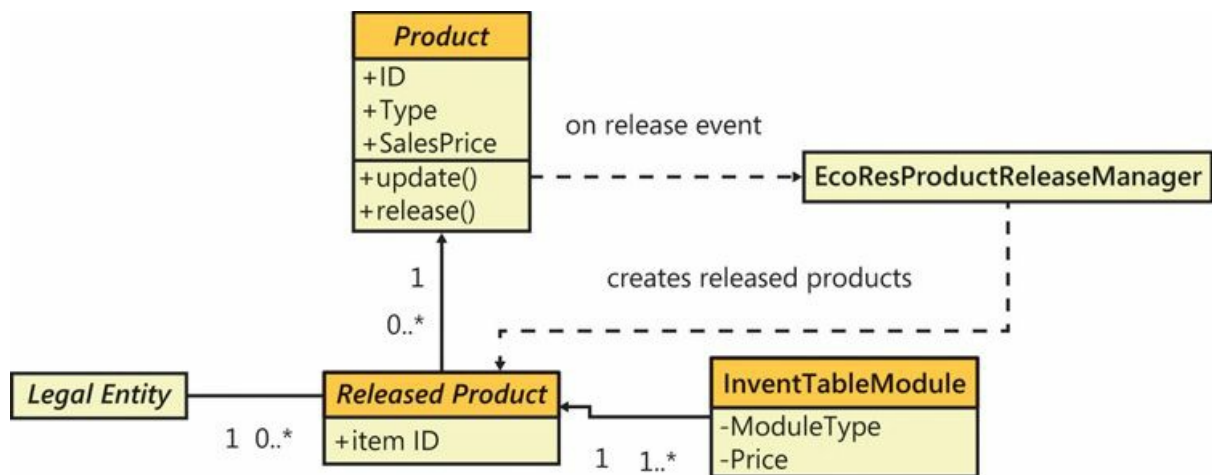 Product
+ID
+Type
+SalesPrice
+update()
+release()
on release event
EcoResProductReleaseManager
creates released products
1
0..*
Legal Entity
1 0..*
Released Product
+item ID
1 1..*
InventTableModule
-ModuleType
-Price